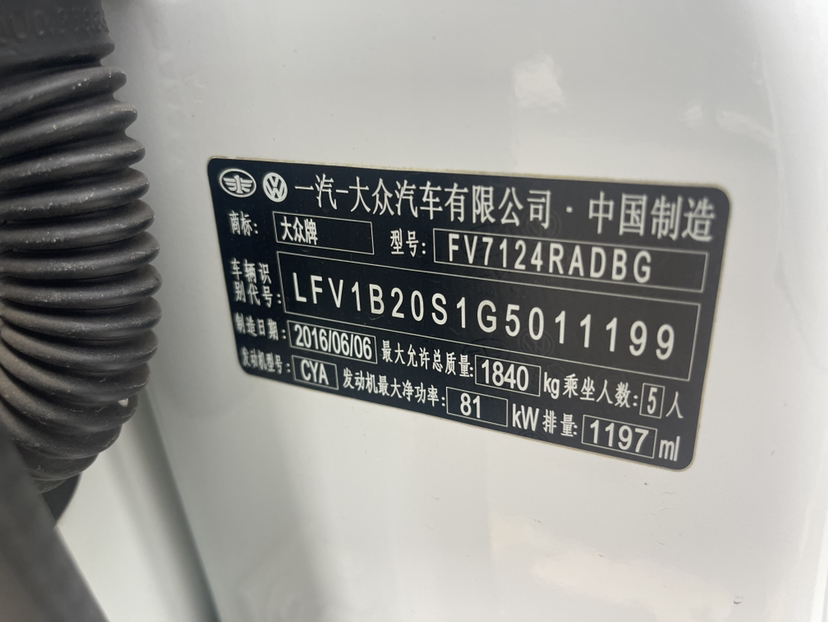 一汽-大众汽车有限公司·中国制造
商标: 大众牌 型号: FV7124RADBG
车辆识别代号: LFV1B20S1G5011199
制造日期: 2016/06/06 最大允许总质量: 1840 kg 乘坐人数: 5 人
发动机型号: CYA 发动机最大净功率: 81 kW 排量: 1197 ml